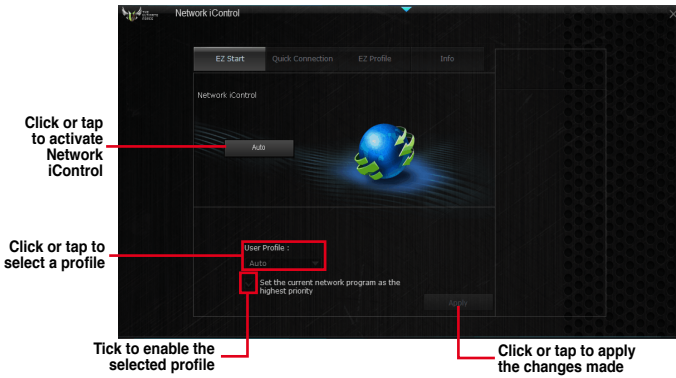 Network iControl
EZ Start
Quick Connection
EZ Profile
Info
Network iControl
Click or tap
to activate
Network
iControl
Auto
Click or tap to
select a profile
User Profile :
Auto
Set the current network program as the
highest priority
Apply
Tick to enable the
selected profile
Click or tap to apply
the changes made